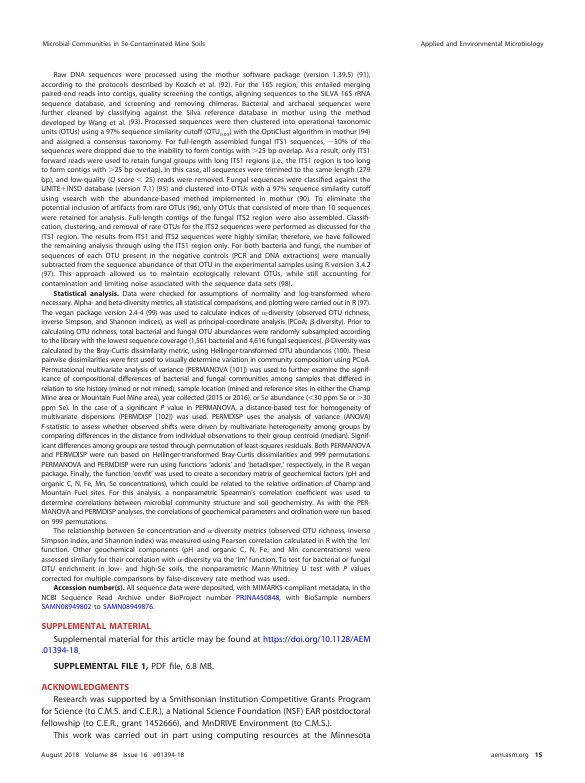 Microbial Communities in Se-Contaminated Mine Soils
Applied and Environmental Microbiology
Raw DNA sequences were processed using the mothur software package (version 1.39.5) (91),
according to the protocols described by Kozich et al. (92). For the 16S region, this entailed merging
paired-end reads into contigs, quality screening the contigs, aligning sequences to the SILVA 16S rRNA
sequence database, and screening and removing chimeras. Bacterial and archaeal sequences were
further cleaned by classifying against the Silva reference database in mothur using the method
developed by Wang et al. (93). Processed sequences were then clustered into operational taxonomic
units (OTUs) using a 97% sequence similarity cutoff (OTU0.03) with the OptiClust algorithm in mothur (94)
and assigned a consensus taxonomy. For full-length assembled fungal ITS1 sequences, ~50% of the
sequences were dropped due to the inability to form contigs with >25 bp overlap. As a result, only ITS1
forward reads were used to retain fungal groups with long ITS1 regions (i.e., the ITS1 region is too long
to form contigs with >25 bp overlap). In this case, all sequences were trimmed to the same length (279
bp), and low-quality (Q score < 25) reads were removed. Fungal sequences were classified against the
UNITE+INSD database (version 7.1) (95) and clustered into OTUs with a 97% sequence similarity cutoff
using vsearch with the abundance-based method implemented in mothur (90). To eliminate the
potential inclusion of artifacts from rare OTUs (96), only OTUs that consisted of more than 10 sequences
were retained for analysis. Full-length contigs of the fungal ITS2 region were also assembled. Classifi-
cation, clustering, and removal of rare OTUs for the ITS2 sequences were performed as discussed for the
ITS1 region. The results from ITS1 and ITS2 sequences were highly similar; therefore, we have followed
the remaining analysis through using the ITS1 region only. For both bacteria and fungi, the number of
sequences of each OTU present in the negative controls (PCR and DNA extractions) were manually
subtracted from the sequence abundance of that OTU in the experimental samples using R version 3.4.2
(97). This approach allowed us to maintain ecologically relevant OTUs, while still accounting for
contamination and limiting noise associated with the sequence data sets (98).
Statistical analysis. Data were checked for assumptions of normality and log-transformed where
necessary. Alpha- and beta-diversity metrics, all statistical comparisons, and plotting were carried out in R (97).
The vegan package version 2.4-4 (99) was used to calculate indices of α-diversity (observed OTU richness,
inverse Simpson, and Shannon indices), as well as principal-coordinate analysis (PCoA; β-diversity). Prior to
calculating OTU richness, total bacterial and fungal OTU abundances were randomly subsampled according
to the library with the lowest sequence coverage (1,561 bacterial and 4,616 fungal sequences). β-Diversity was
calculated by the Bray-Curtis dissimilarity metric, using Hellinger-transformed OTU abundances (100). These
pairwise dissimilarities were first used to visually determine variation in community composition using PCoA.
Permutational multivariate analysis of variance (PERMANOVA [101]) was used to further examine the signif-
icance of compositional differences of bacterial and fungal communities among samples that differed in
relation to site history (mined or not mined), sample location (mined and reference sites in either the Champ
Mine area or Mountain Fuel Mine area), year collected (2015 or 2016), or Se abundance (<30 ppm Se or >30
ppm Se). In the case of a significant P value in PERMANOVA, a distance-based test for homogeneity of
multivariate dispersions (PERMDISP [102]) was used. PERMDISP uses the analysis of variance (ANOVA)
F-statistic to assess whether observed shifts were driven by multivariate heterogeneity among groups by
comparing differences in the distance from individual observations to their group centroid (median). Signif-
icant differences among groups are tested through permutation of least-squares residuals. Both PERMANOVA
and PERMDISP were run based on Hellinger-transformed Bray-Curtis dissimilarities and 999 permutations.
PERMANOVA and PERMDISP were run using functions 'adonis' and 'betadisper,' respectively, in the R vegan
package. Finally, the function 'envfit' was used to create a secondary matrix of geochemical factors (pH and
organic C, N, Fe, Mn, Se concentrations), which could be related to the relative ordination of Champ and
Mountain Fuel sites. For this analysis, a nonparametric Spearman's correlation coefficient was used to
determine correlations between microbial community structure and soil geochemistry. As with the PER-
MANOVA and PERMDISP analyses, the correlations of geochemical parameters and ordination were run based
on 999 permutations.
The relationship between Se concentration and α-diversity metrics (observed OTU richness, inverse
Simpson index, and Shannon index) was measured using Pearson correlation calculated in R with the 'lm'
function. Other geochemical components (pH and organic C, N, Fe, and Mn concentrations) were
assessed similarly for their correlation with α-diversity via the 'lm' function. To test for bacterial or fungal
OTU enrichment in low- and high-Se soils, the nonparametric Mann-Whitney U test with P values
corrected for multiple comparisons by false-discovery rate method was used.
Accession number(s). All sequence data were deposited, with MIMARKS-compliant metadata, in the
NCBI Sequence Read Archive under BioProject number PRJNA450848, with BioSample numbers
SAMN08949802 to SAMN08949876.
SUPPLEMENTAL MATERIAL
Supplemental material for this article may be found at https://doi.org/10.1128/AEM
.01394-18.
SUPPLEMENTAL FILE 1, PDF file, 6.8 MB.
ACKNOWLEDGMENTS
Research was supported by a Smithsonian Institution Competitive Grants Program
for Science (to C.M.S. and C.E.R.), a National Science Foundation (NSF) EAR postdoctoral
fellowship (to C.E.R., grant 1452666), and MnDRIVE Environment (to C.M.S.).
This work was carried out in part using computing resources at the Minnesota
August 2018 Volume 84 Issue 16 e01394-18
aem.asm.org 15